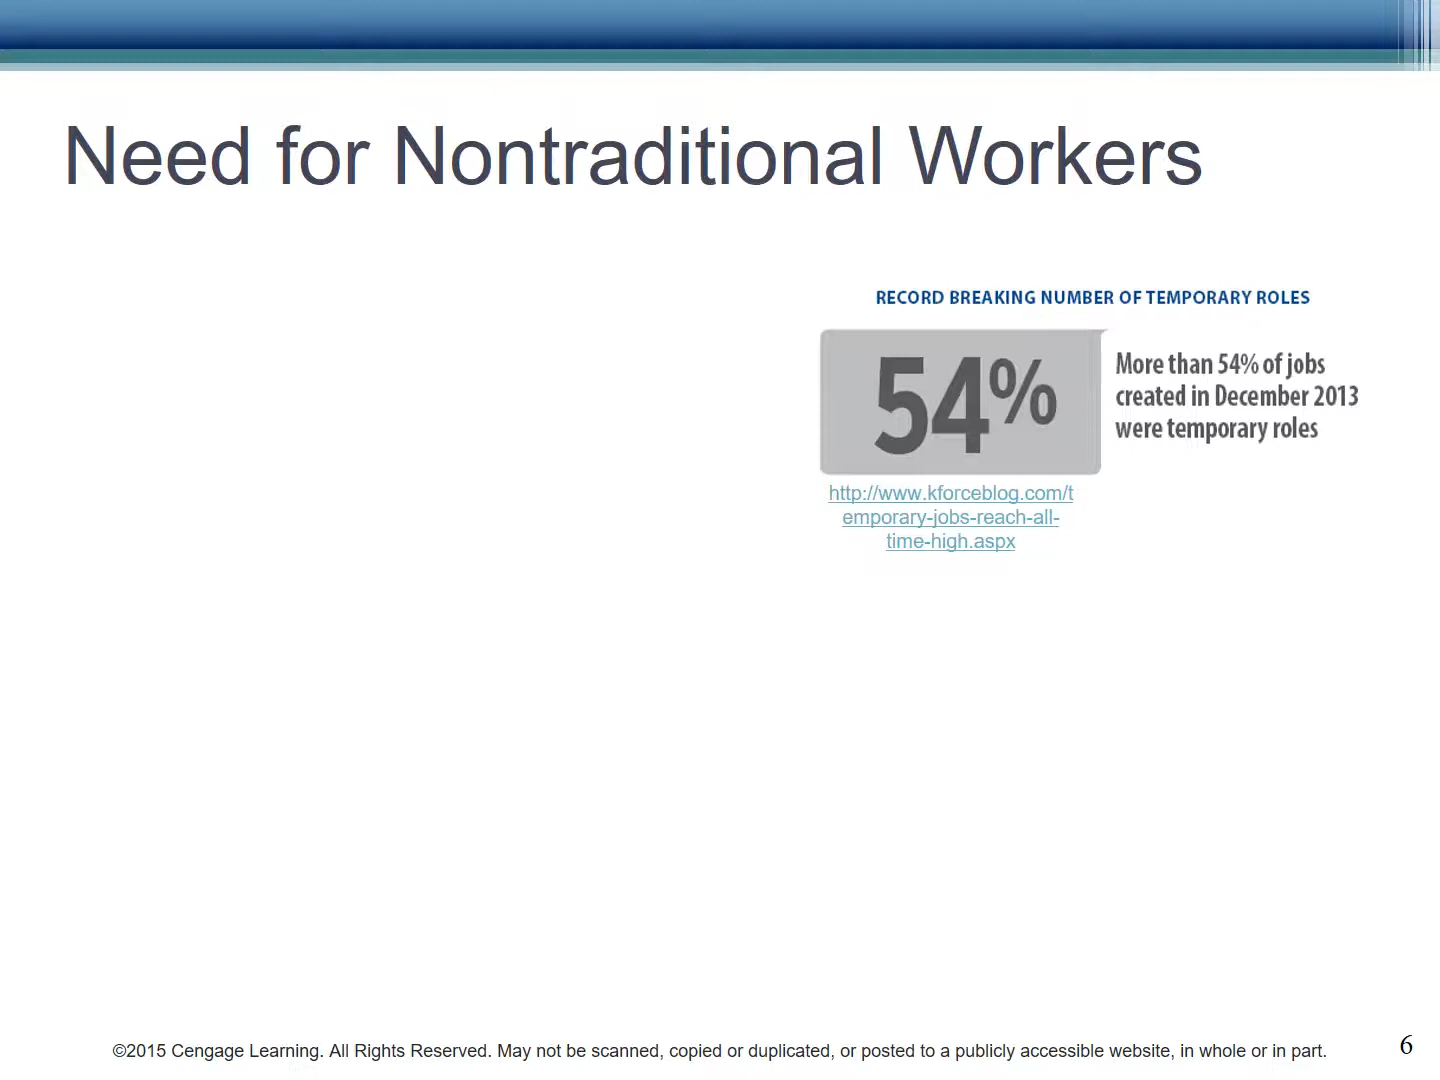 Need for Nontraditional Workers
RECORD BREAKING NUMBER OF TEMPORARY ROLES
54%
More than 54% of jobs
created in December 2013
were temporary roles
http://www.kforceblog.com/t
emporary-jobs-reach-all-
time-high.aspx
©2015 Cengage Learning. All Rights Reserved. May not be scanned, copied or duplicated, or posted to a publicly accessible website, in whole or in part.
6